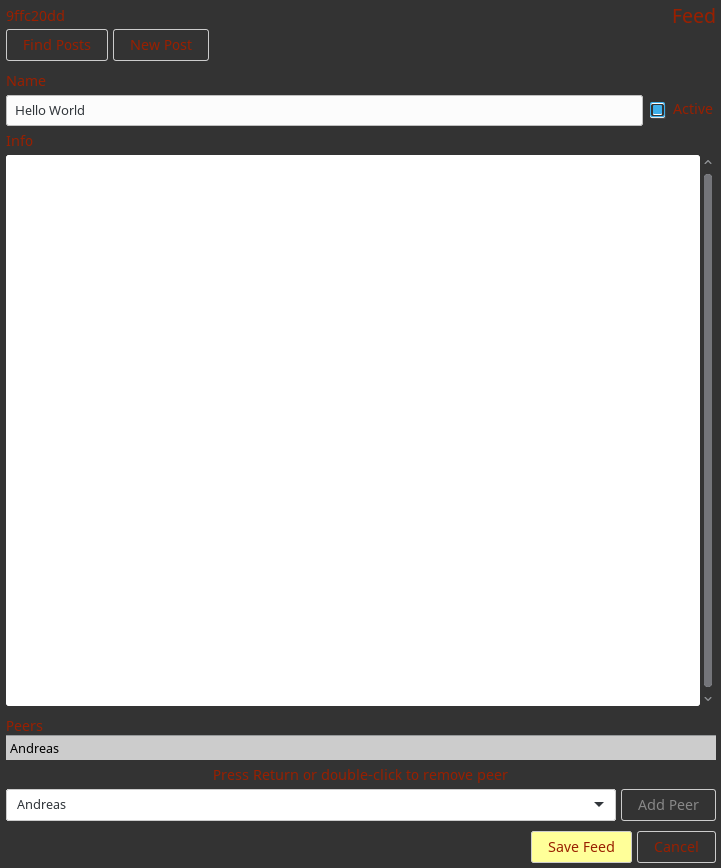 9ffc20dd
Feed
Find Posts
New Post
Name
Hello World
Active
Info
Peers
Andreas
Press Return or double-click to remove peer
Andreas
Add Peer
Save Feed
Cancel